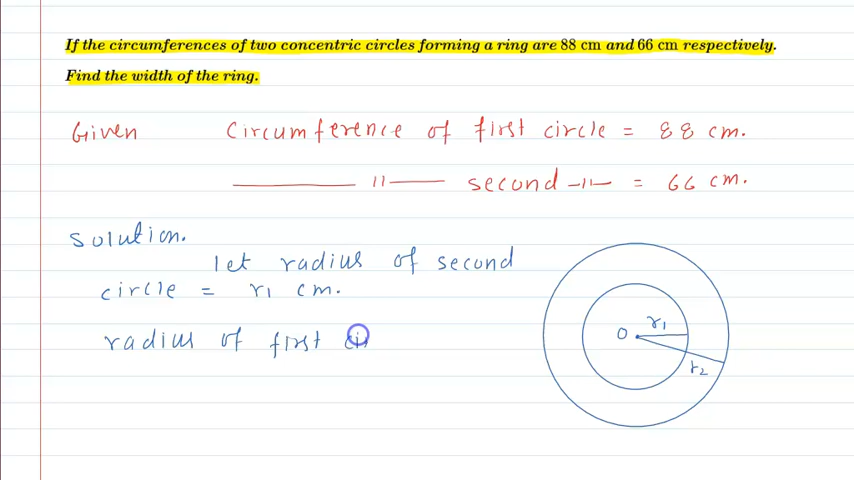 If the circumferences of two concentric circles forming a ring are 88 cm and 66 cm respectively.
Find the width of the ring.
Given Circumference of first circle = 88 cm.
—— 11 —— second —11— = 66 cm.
Solution.
let radius of second
circle = r1 cm.
radius of first ci
O r1
r2